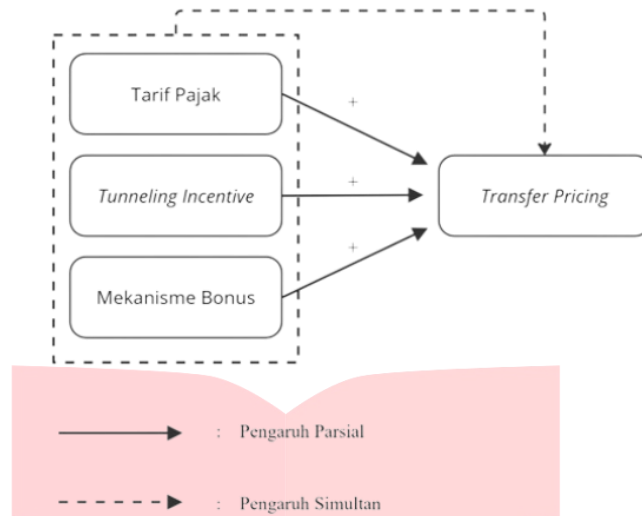 Tarif Pajak
+
Tunneling Incentive
+
Transfer Pricing
+
Mekanisme Bonus
: Pengaruh Parsial
: Pengaruh Simultan